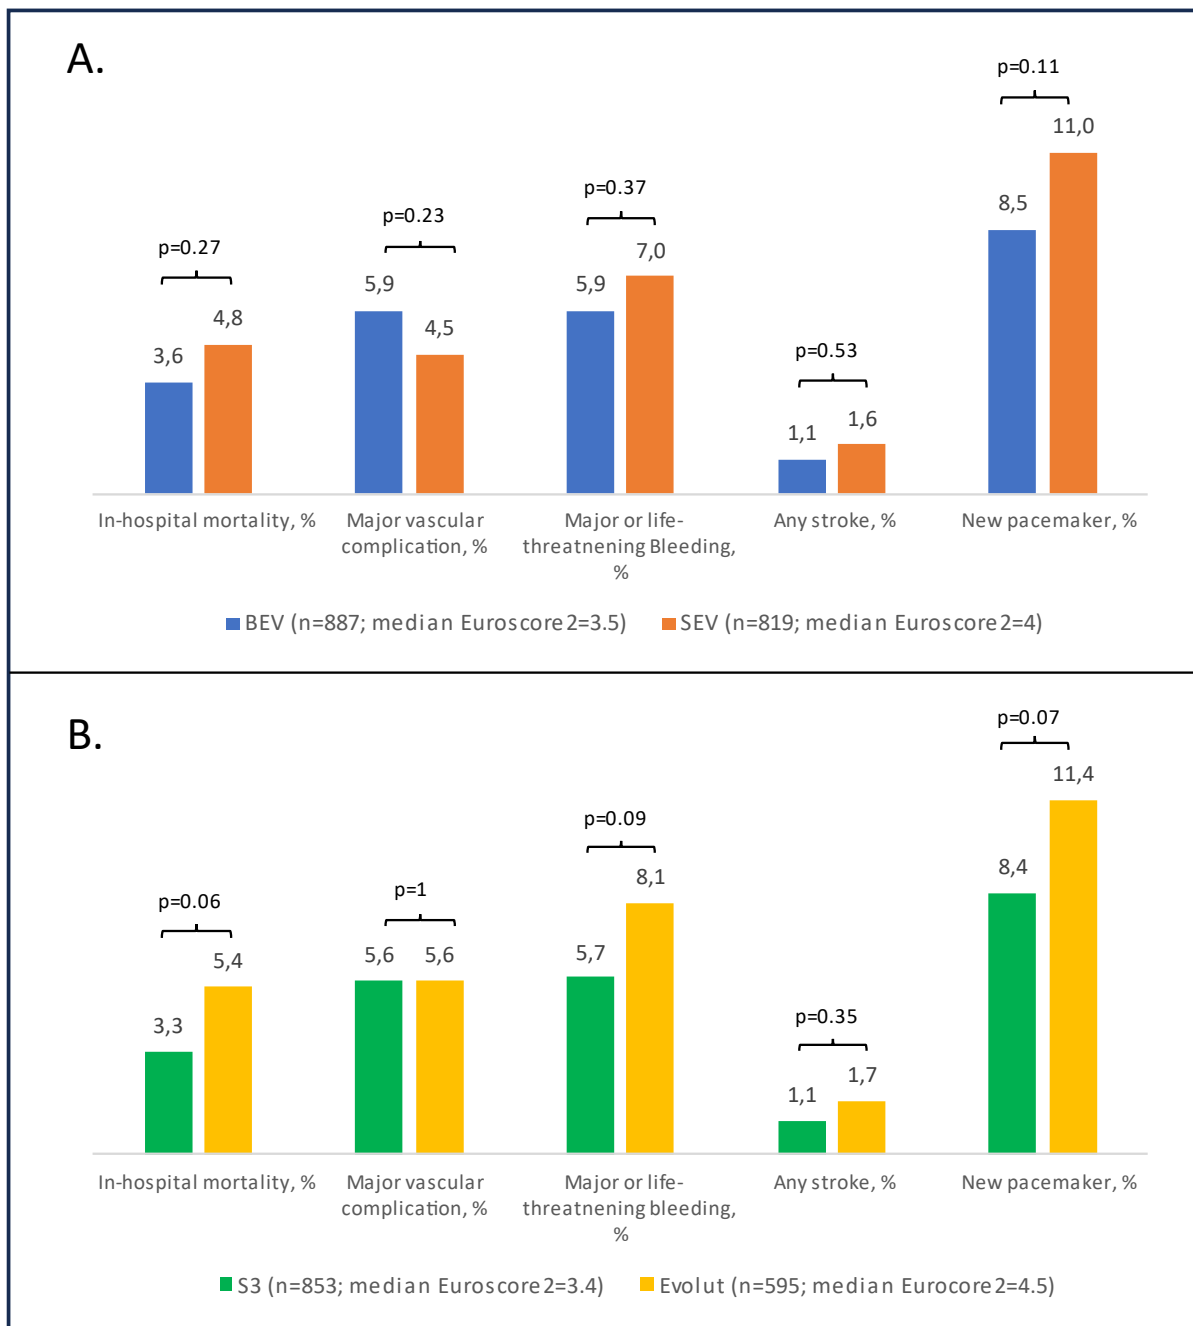 A.
p=0.27
p=0.23
p=0.37
p=0.53
p=0.11
3,6
4,8
5,9
4,5
5,9
7,0
1,1
1,6
8,5
11,0
In-hospital mortality, %
Major vascular
complication, %
Major or life-
threatnening Bleeding,
%
Any stroke, %
New pacemaker, %
BEV (n=887; median Euroscore2=3.5)
SEV (n=819; median Euroscore2=4)
B.
p=0.06
p=1
p=0.09
p=0.35
p=0.07
3,3
5,4
5,6
5,6
5,7
8,1
1,1
1,7
8,4
11,4
In-hospital mortality, %
Major vascular
complication, %
Major or life-
threatnening bleeding,
%
Any stroke, %
New pacemaker, %
S3 (n=853; median Euroscore2=3.4)
Evolut (n=595; median Eurocore2=4.5)